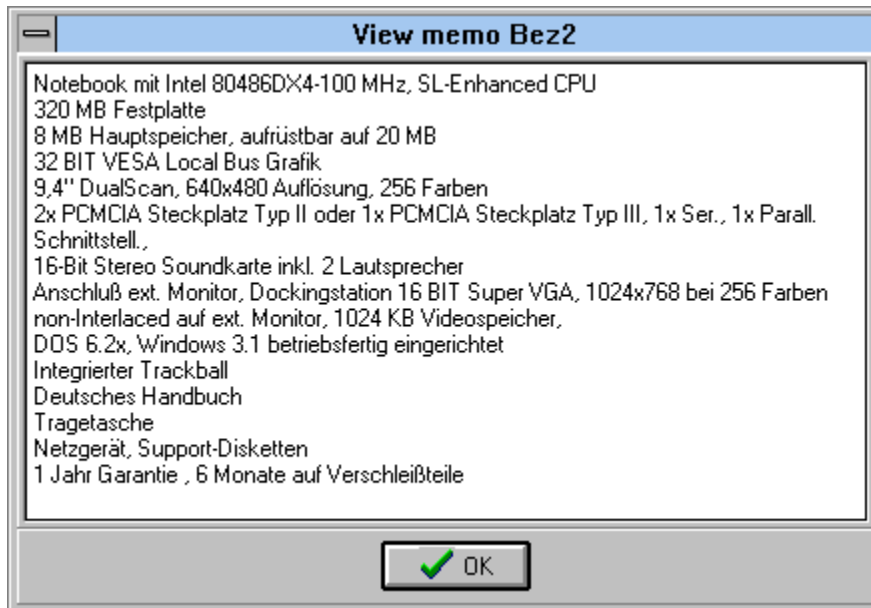 View memo Bez2
Notebook mit Intel 80486DX4-100 MHz, SL-Enhanced CPU
320 MB Festplatte
8 MB Hauptspeicher, aufrüstbar auf 20 MB
32 BIT VESA Local Bus Grafik
9,4" DualScan, 640x480 Auflösung, 256 Farben
2x PCMCIA Steckplatz Typ II oder 1x PCMCIA Steckplatz Typ III, 1x Ser., 1x Parall.
Schnittstell.,
16-Bit Stereo Soundkarte inkl. 2 Lautsprecher
Anschluß ext. Monitor, Dockingstation 16 BIT Super VGA, 1024x768 bei 256 Farben
non-Interlaced auf ext. Monitor, 1024 KB Videospeicher,
DOS 6.2x, Windows 3.1 betriebsfertig eingerichtet
Integrierter Trackball
Deutsches Handbuch
Tragetasche
Netzgerät, Support-Disketten
1 Jahr Garantie , 6 Monate auf Verschleißteile
OK